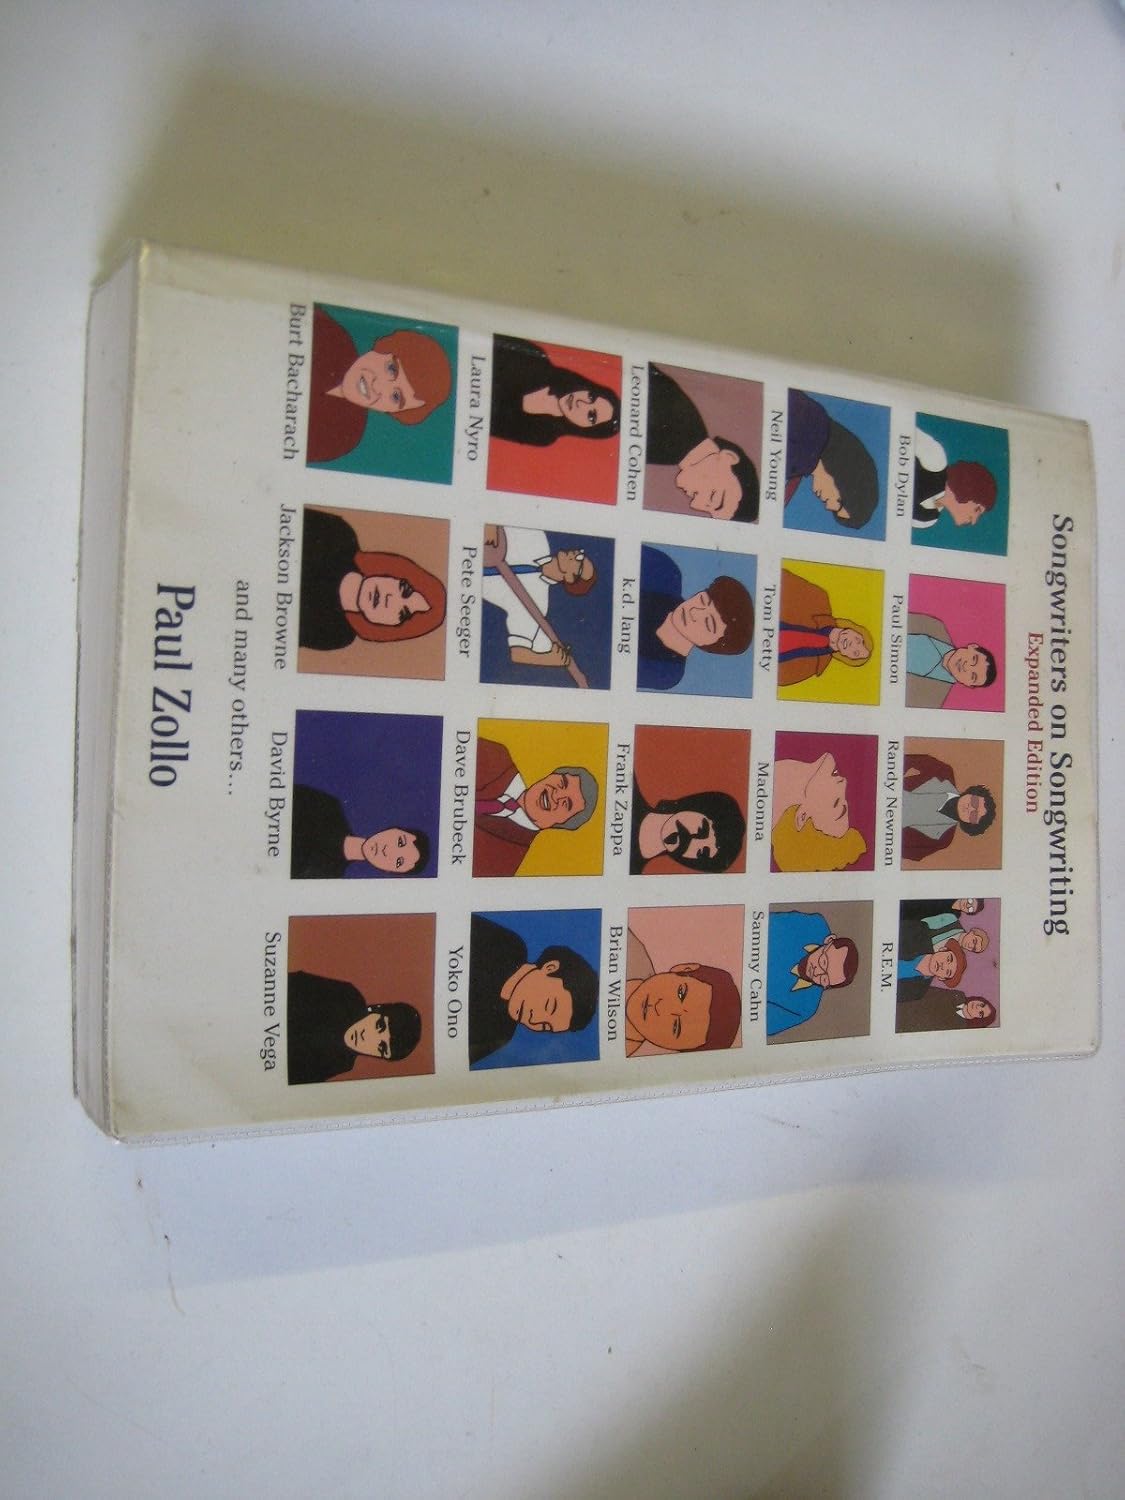 Songwriters on Songwriting
Expanded Edition
Bob Dylan
Paul Simon
Randy Newman
R.E.M.
Neil Young
Tom Petty
Madonna
Sammy Cahn
Leonard Cohen
k.d. lang
Frank Zappa
Brian Wilson
Laura Nyro
Pete Seeger
Dave Brubeck
Yoko Ono
Burt Bacharach
Jackson Browne
David Byrne
Suzanne Vega
and many others....
Paul Zollo